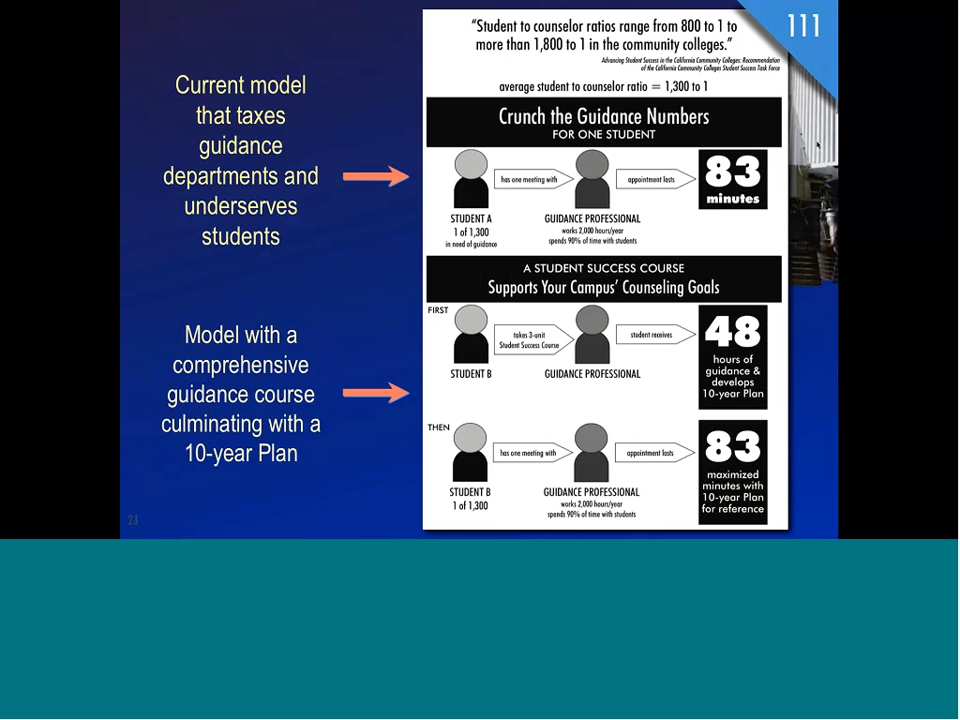 111
"Student to counselor ratios range from 800 to 1 to
more than 1,800 to 1 in the community colleges."
Advancing Student Success in the California Community Colleges: Recommendation
of the California Community Colleges Student Success Task Force
average student to counselor ratio = 1,300 to 1
Current model
that taxes
guidance
departments and
underserves
students
Crunch the Guidance Numbers
FOR ONE STUDENT
has one meeting with
appointment lasts
83
minutes
STUDENT A
1 of 1,300
in need of guidance
GUIDANCE PROFESSIONAL
works 2,000 hours/year
spends 90% of time with students
A STUDENT SUCCESS COURSE
Supports Your Campus' Counseling Goals
Model with a
comprehensive
guidance course
culminating with a
10-year Plan
FIRST
takes 3-unit
Student Success Course
student receives
48
hours of
guidance &
develops
10-year Plan
STUDENT B
GUIDANCE PROFESSIONAL
THEN
has one meeting with
appointment lasts
83
maximized
minutes with
10-year Plan
for reference
STUDENT B
1 of 1,300
GUIDANCE PROFESSIONAL
works 2,000 hours/year
spends 90% of time with students
23